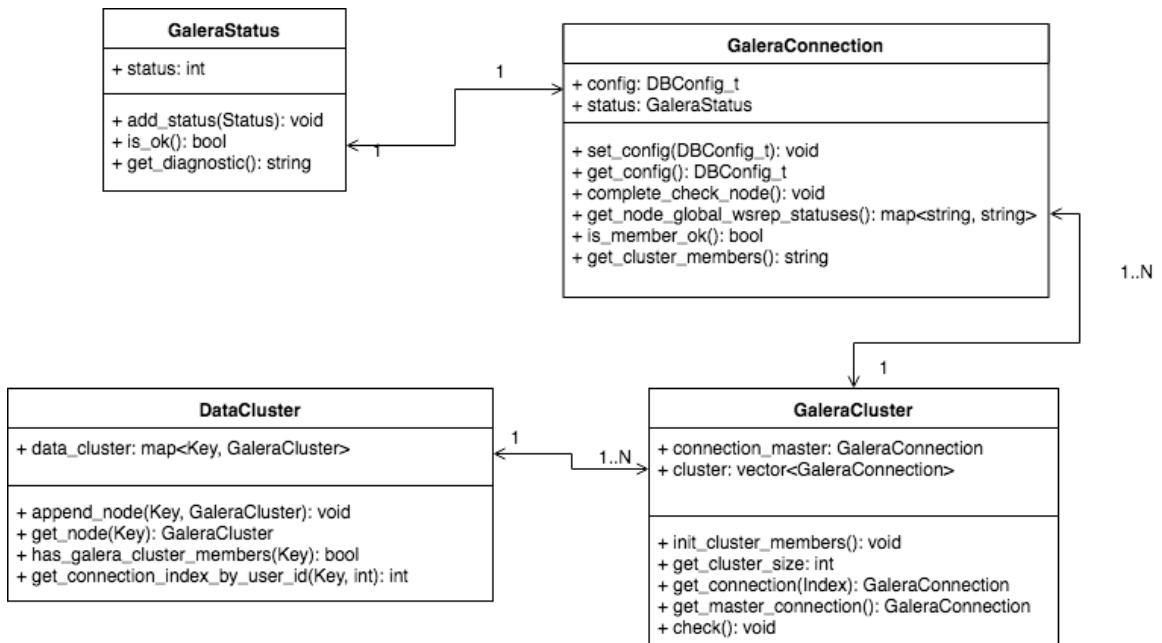 GaleraStatus
+ status: int
+ add_status(Status): void
+ is_ok(): bool
+ get_diagnostic(): string
1
1
GaleraConnection
+ config: DBConfig_t
+ status: GaleraStatus
+ set_config(DBConfig_t): void
+ get_config(): DBConfig_t
+ complete_check_node(): void
+ get_node_global_wsrep_statuses(): map<string, string>
+ is_member_ok(): bool
+ get_cluster_members(): string
1..N
1
DataCluster
+ data_cluster: map<Key, GaleraCluster>
+ append_node(Key, GaleraCluster): void
+ get_node(Key): GaleraCluster
+ has_galera_cluster_members(Key): bool
+ get_connection_index_by_user_id(Key, int): int
1
1..N
GaleraCluster
+ connection_master: GaleraConnection
+ cluster: vector<GaleraConnection>
+ init_cluster_members(): void
+ get_cluster_size: int
+ get_connection(Index): GaleraConnection
+ get_master_connection(): GaleraConnection
+ check(): void